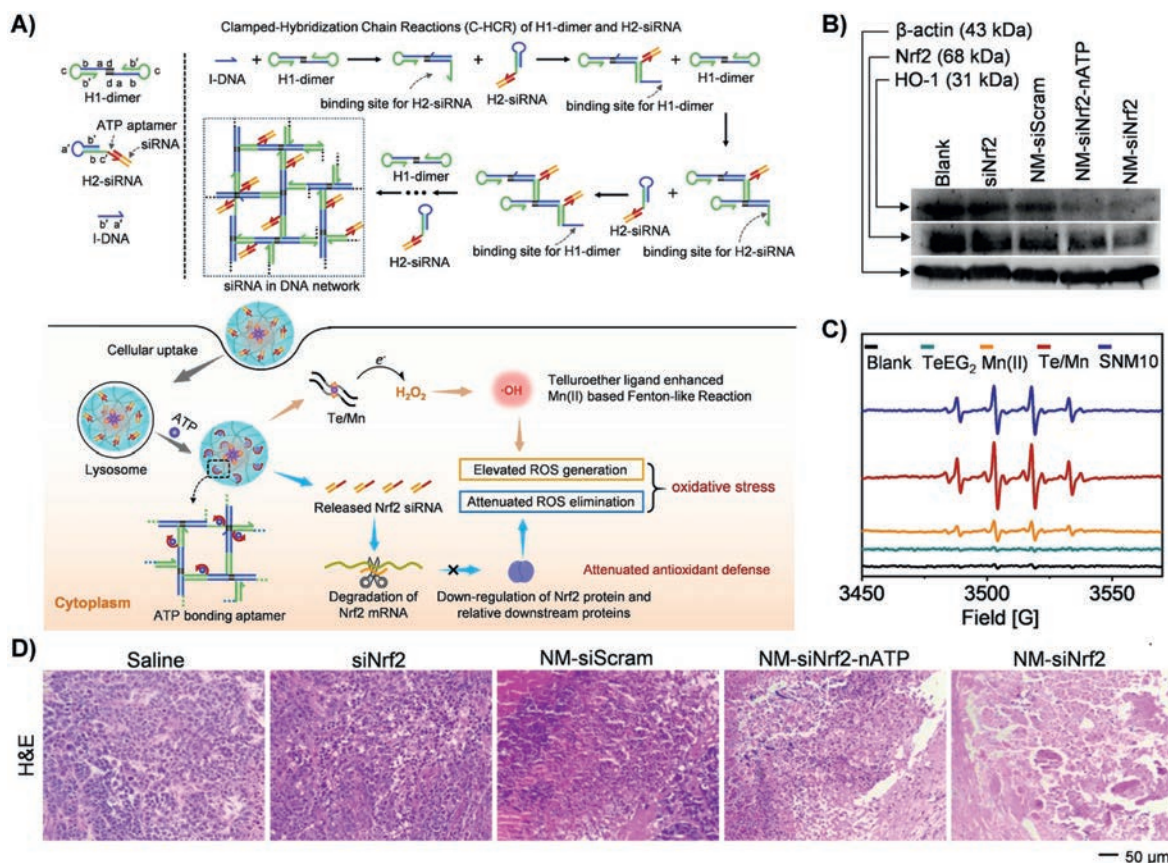 A)
Clamped-Hybridization Chain Reactions (C-HCR) of H1-dimer and H2-siRNA
c b a d b' c
b' d a b
H1-dimer
ATP aptamer
siRNA
a' b' b c'
H2-siRNA
b' a'
I-DNA
I-DNA
+
H1-dimer
binding site for H2-siRNA
+
H2-siRNA
binding site for H1-dimer
+
H1-dimer
binding site for H2-siRNA
+
H2-siRNA
binding site for H1-dimer
H1-dimer
H2-siRNA
siRNA in DNA network
Cellular uptake
Lysosome
ATP
Te/Mn
e-
H2O2
·OH
Telluroether ligand enhanced
Mn(II) based Fenton-like Reaction
Elevated ROS generation
Attenuated ROS elimination
oxidative stress
Released Nrf2 siRNA
Cytoplasm
ATP bonding aptamer
Degradation of
Nrf2 mRNA
Down-regulation of Nrf2 protein and
relative downstream proteins
Attenuated antioxidant defense
B)
β-actin (43 kDa)
Nrf2 (68 kDa)
HO-1 (31 kDa)
Blank
siNrf2
NM-siScram
NM-siNrf2-nATP
NM-siNrf2
C)
Blank TeEG2 Mn(II) Te/Mn SNM10
3450 3500 3550
Field [G]
D)
Saline siNrf2 NM-siScram NM-siNrf2-nATP NM-siNrf2
H&E
50 μm